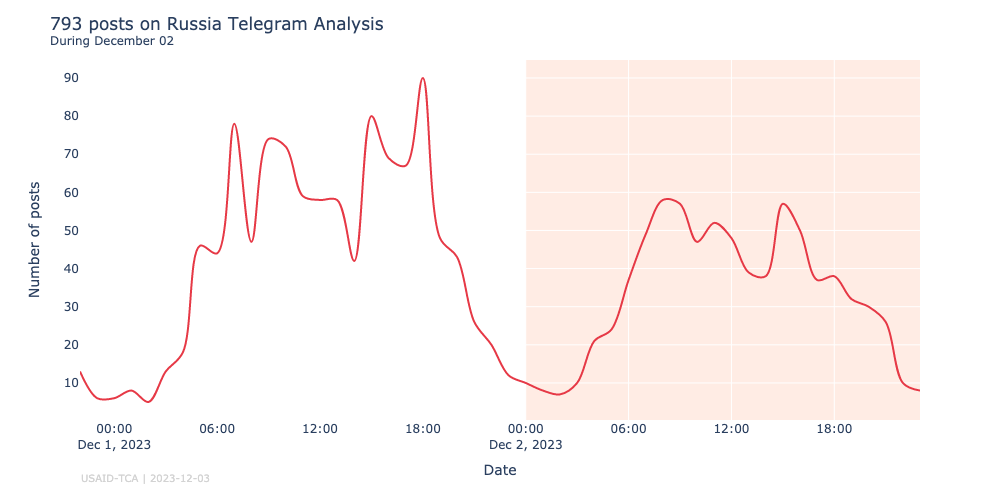 793 posts on Russia Telegram Analysis
During December 02
Number of posts
90
80
70
60
50
40
30
20
10
00:00 06:00 12:00 18:00 00:00 06:00 12:00 18:00
Dec 1, 2023 Dec 2, 2023
Date
USAID-TCA | 2023-12-03